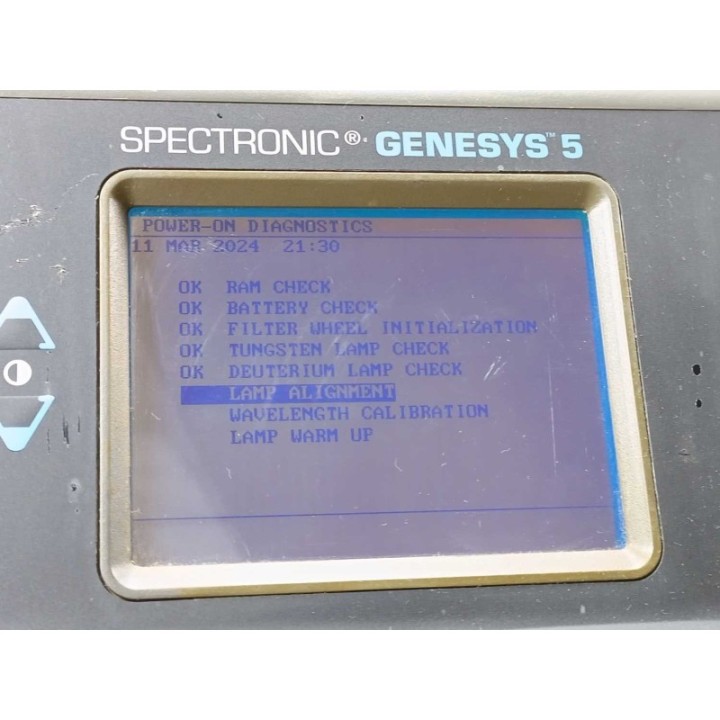 SPECTRONIC® GENESYS™ 5
POWER-ON DIAGNOSTICS
11 MAR 2024 21:30
OK RAM CHECK
OK BATTERY CHECK
OK FILTER WHEEL INITIALIZATION
OK TUNGSTEN LAMP CHECK
OK DEUTERIUM LAMP CHECK
LAMP ALIGNMENT
WAVELENGTH CALIBRATION
LAMP WARM UP